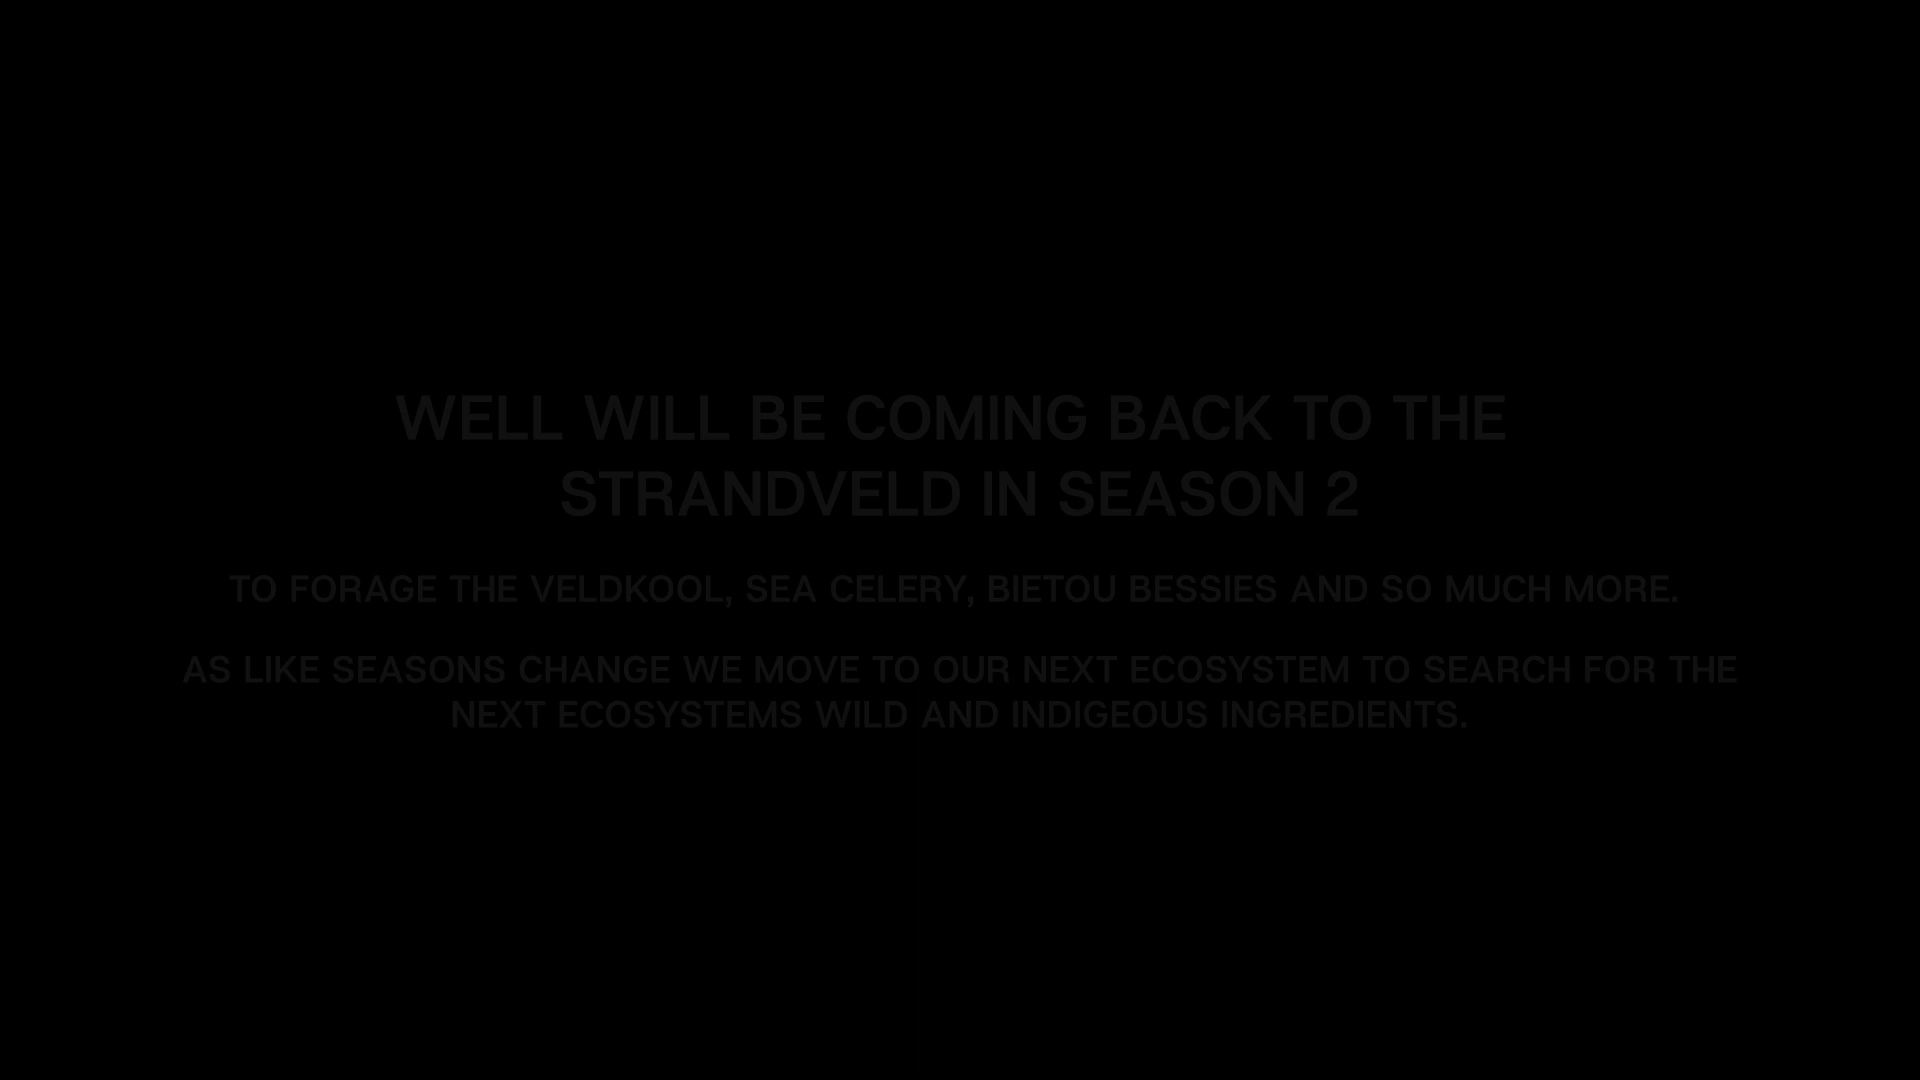 WELL WILL BE COMING BACK TO THE
STRANDVELD IN SEASON 2
TO FORAGE THE VELDKOOL, SEA CELERY, BIETOU BESSIES AND SO MUCH MORE.
AS LIKE SEASONS CHANGE WE MOVE TO OUR NEXT ECOSYSTEM TO SEARCH FOR THE
NEXT ECOSYSTEMS WILD AND INDIGEOUS INGREDIENTS.